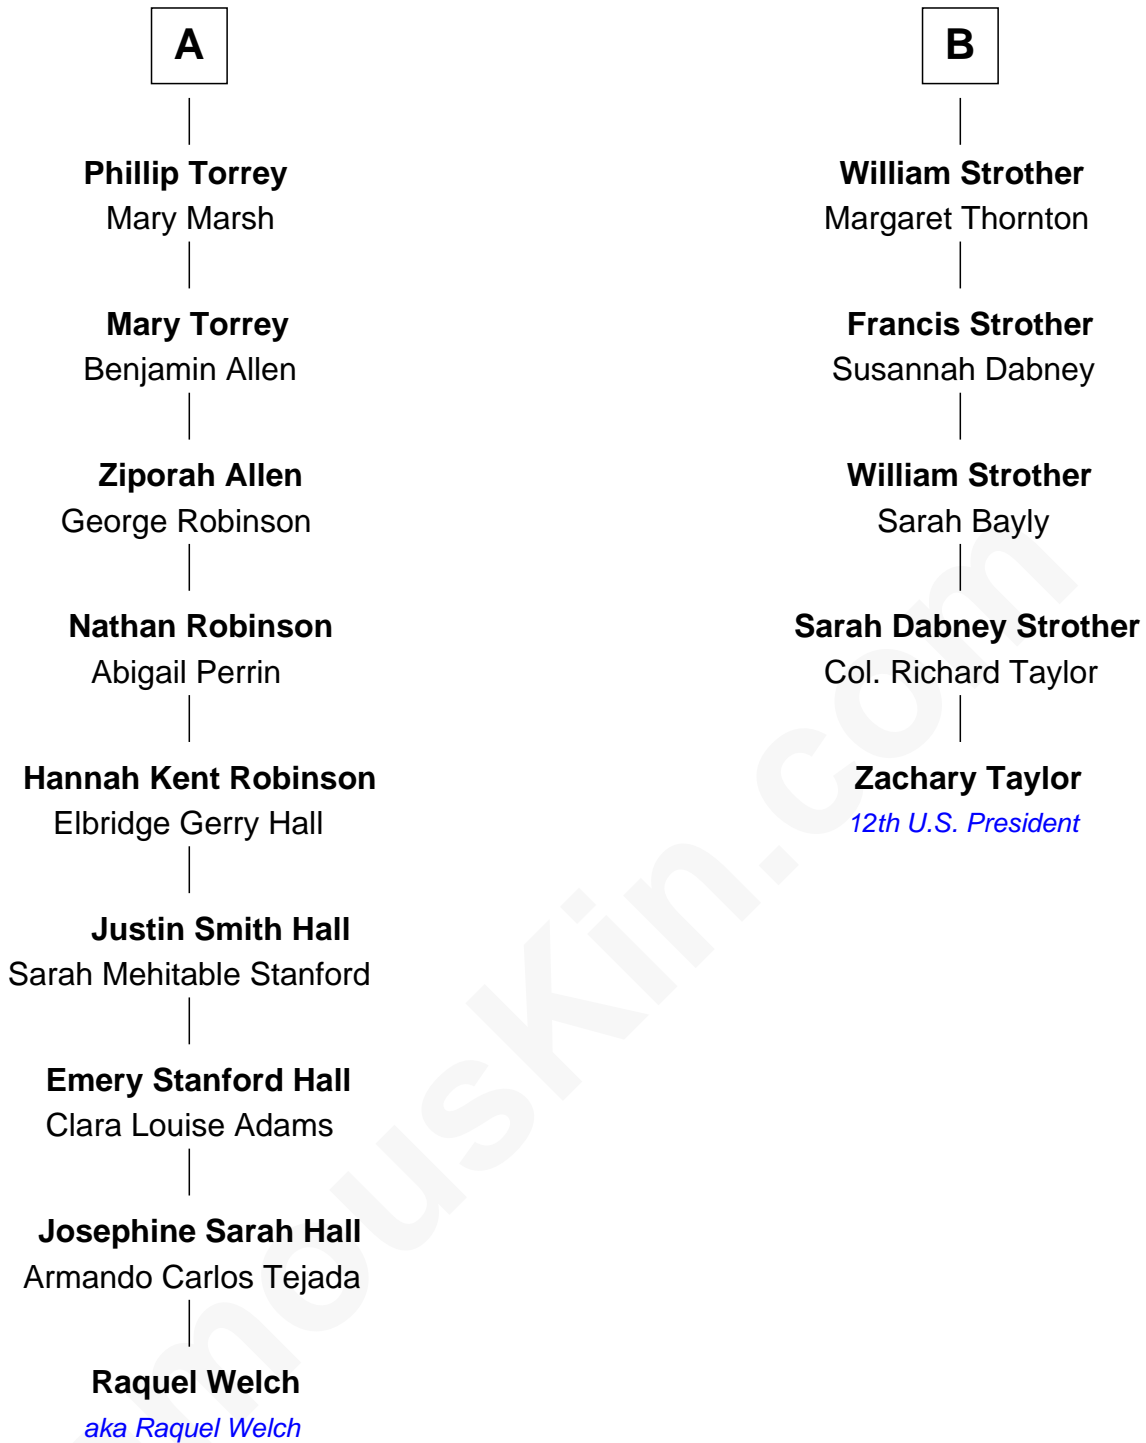 A
Phillip Torrey
Mary Marsh
Mary Torrey
Benjamin Allen
Ziporah Allen
George Robinson
Nathan Robinson
Abigail Perrin
Hannah Kent Robinson
Elbridge Gerry Hall
Justin Smith Hall
Sarah Mehitable Stanford
Emery Stanford Hall
Clara Louise Adams
Josephine Sarah Hall
Armando Carlos Tejada
Raquel Welch
aka Raquel Welch
B
William Strother
Margaret Thornton
Francis Strother
Susannah Dabney
William Strother
Sarah Bayly
Sarah Dabney Strother
Col. Richard Taylor
Zachary Taylor
12th U.S. President
mousKin.com